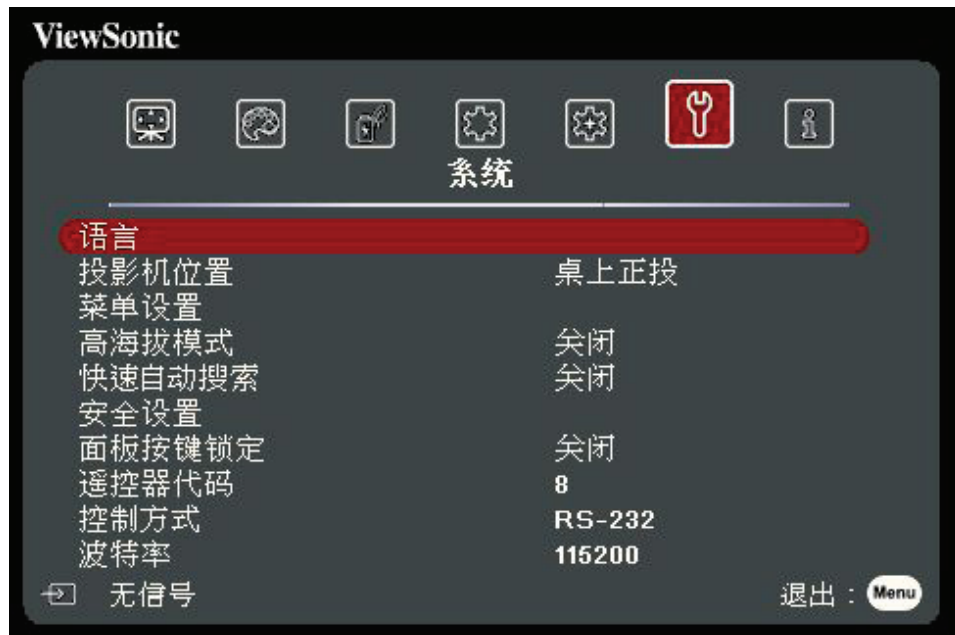 ViewSonic
系统
语言
投影机位置 桌上正投
菜单设置
高海拔模式 关闭
快速自动搜索 关闭
安全设置
面板按键锁定 关闭
遥控器代码 8
控制方式 RS-232
波特率 115200
无信号 退出：Menu